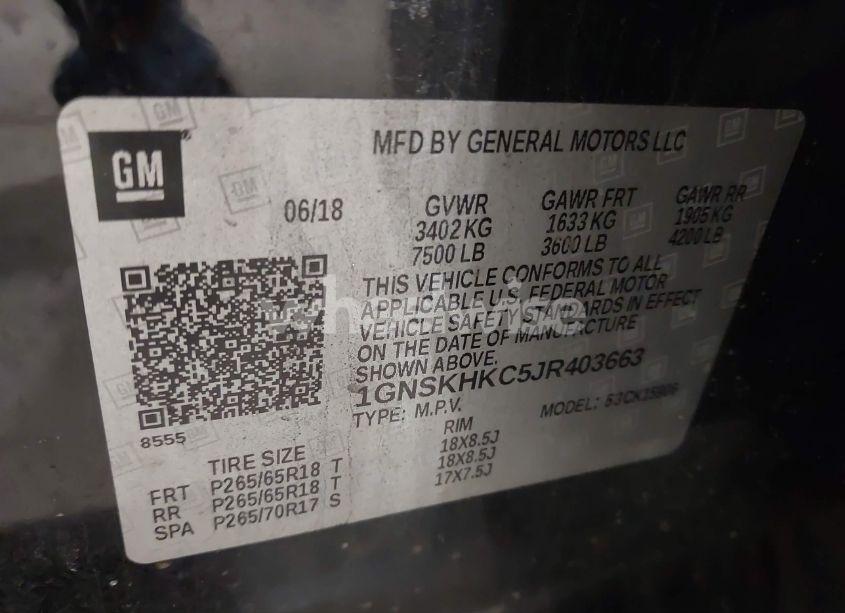 GM
MFD BY GENERAL MOTORS LLC
06/18
GVWR GAWR FRT GAWR RR
3402 KG 1633 KG 1905 KG
7500 LB 3600 LB 4200 LB
THIS VEHICLE CONFORMS TO ALL
APPLICABLE U.S. FEDERAL MOTOR
VEHICLE SAFETY STANDARDS IN EFFECT
ON THE DATE OF MANUFACTURE
SHOWN ABOVE.
1GNSKHKC5JR403663
TYPE: M.P.V. MODEL:
8555
TIRE SIZE RIM
FRT P265/65R18 T 18X8.5J
RR P265/65R18 T 18X8.5J
SPA P265/70R17 S 17X7.5J